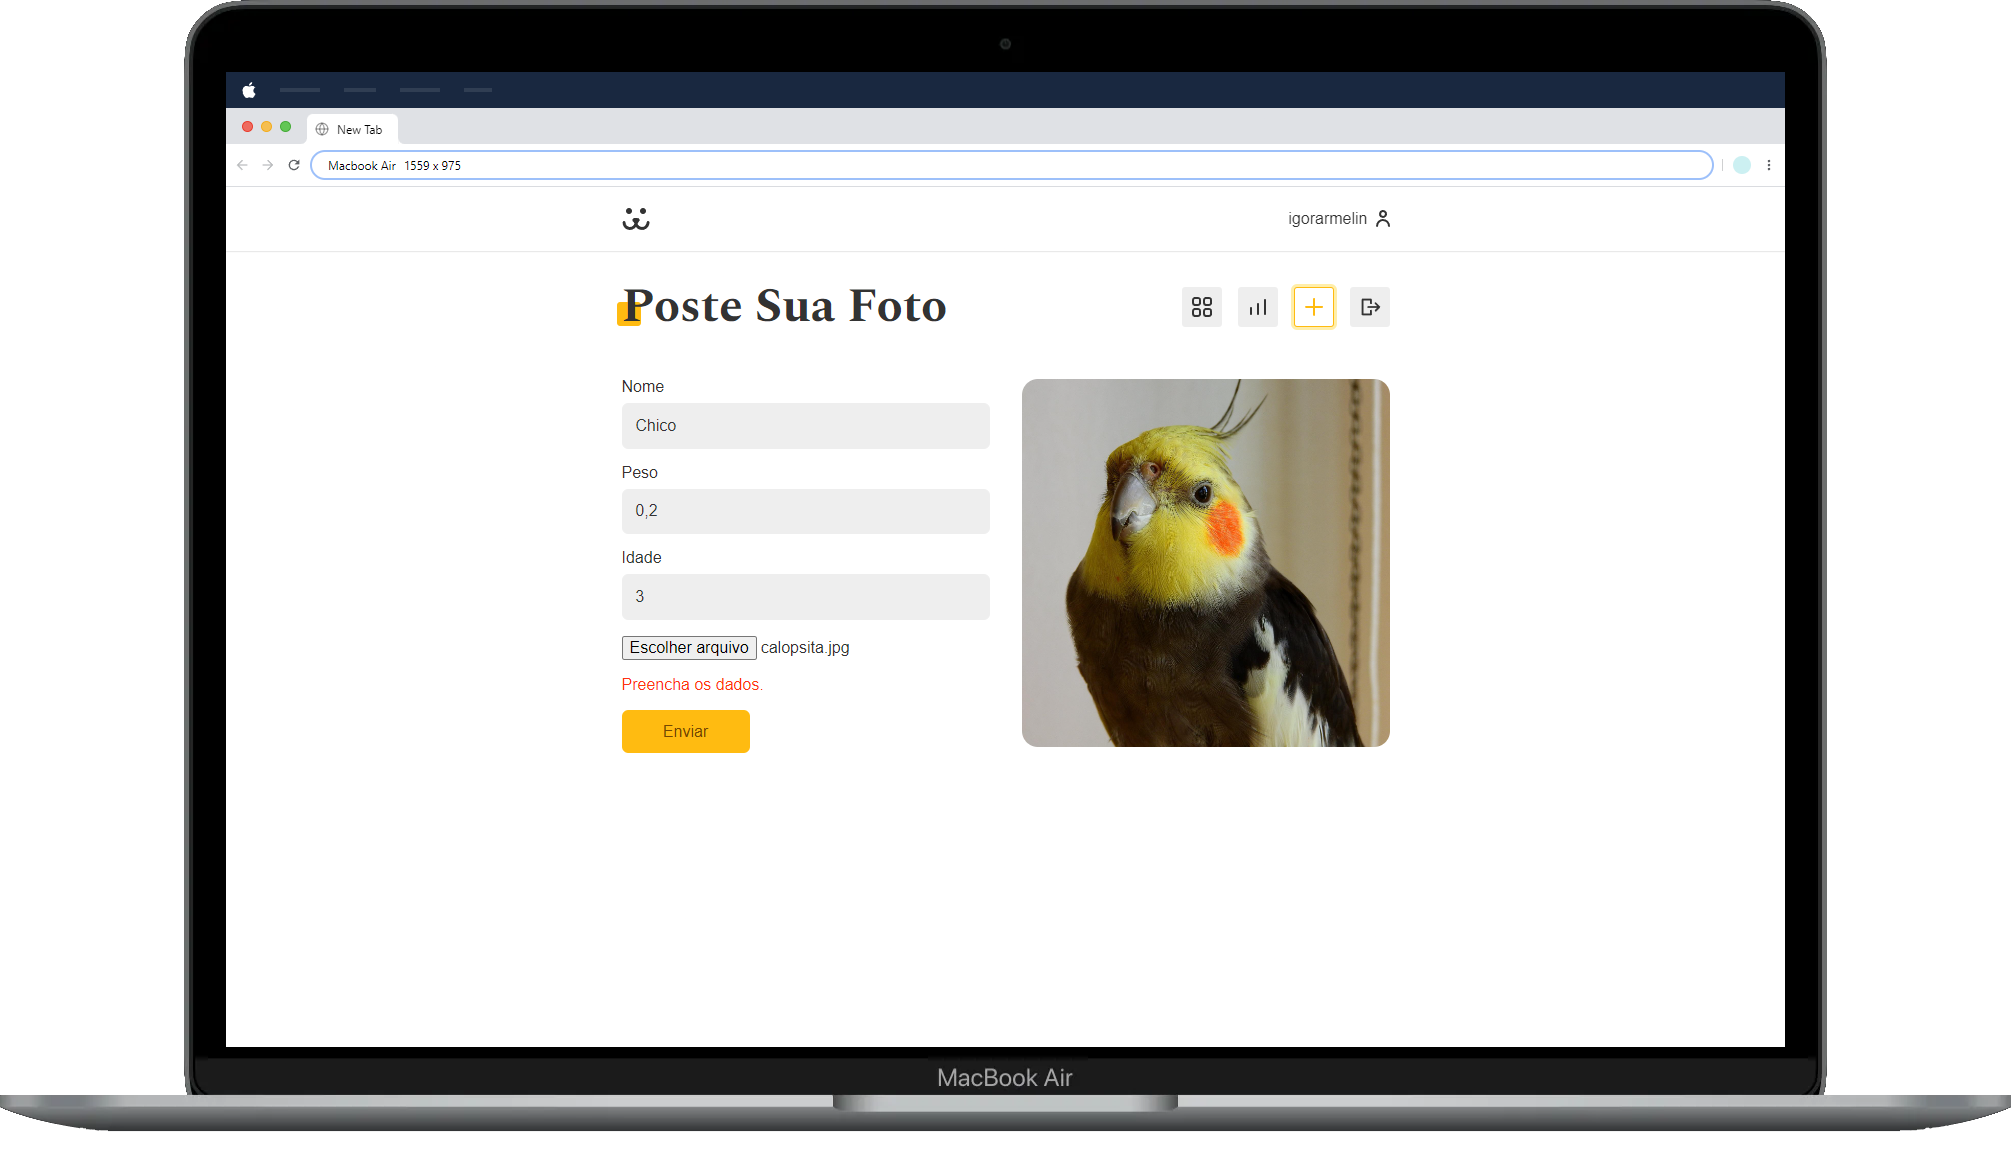 New Tab
Macbook Air 1559 x 975
igorarmelin
Poste Sua Foto
Nome
Chico
Peso
0,2
Idade
3
Escolher arquivo calopsita.jpg
Preencha os dados.
Enviar
MacBook Air